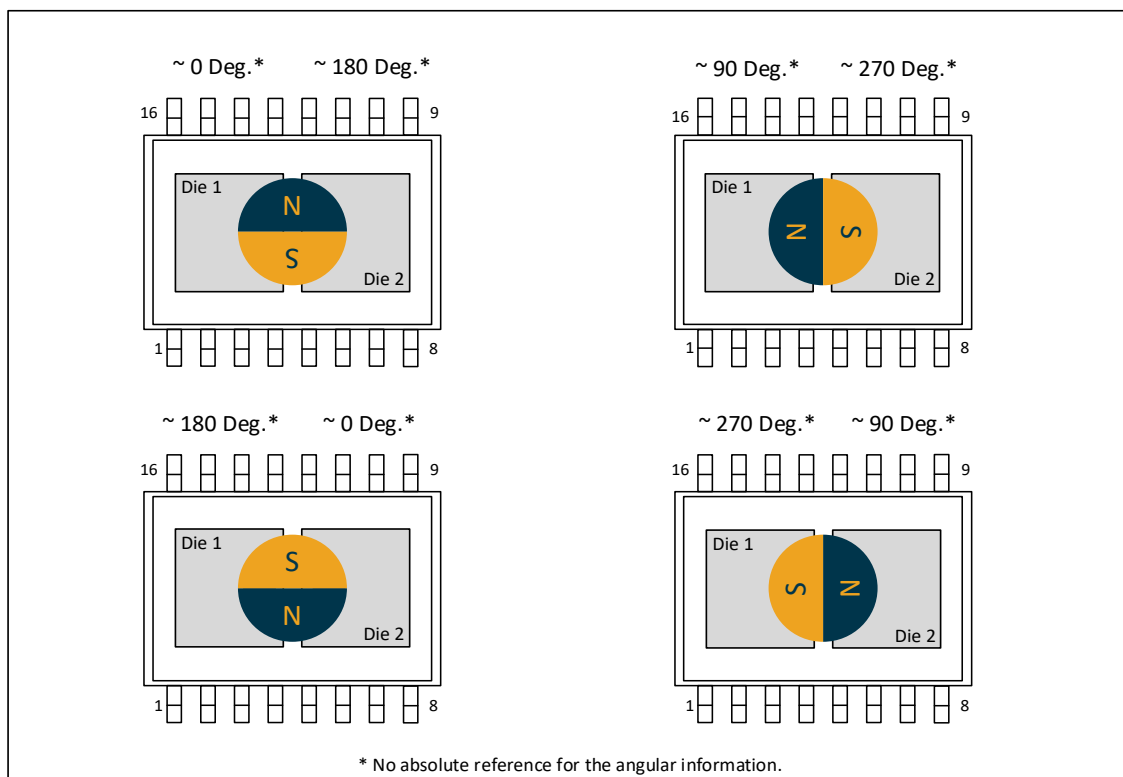 ~ 0 Deg.* ~ 180 Deg.*
16 9
Die 1
N
S
Die 2
1 8
~ 90 Deg.* ~ 270 Deg.*
16 9
Die 1
N S
Die 2
1 8
~ 180 Deg.* ~ 0 Deg.*
16 9
Die 1
S
N
Die 2
1 8
~ 270 Deg.* ~ 90 Deg.*
16 9
Die 1
S N
Die 2
1 8
* No absolute reference for the angular information.